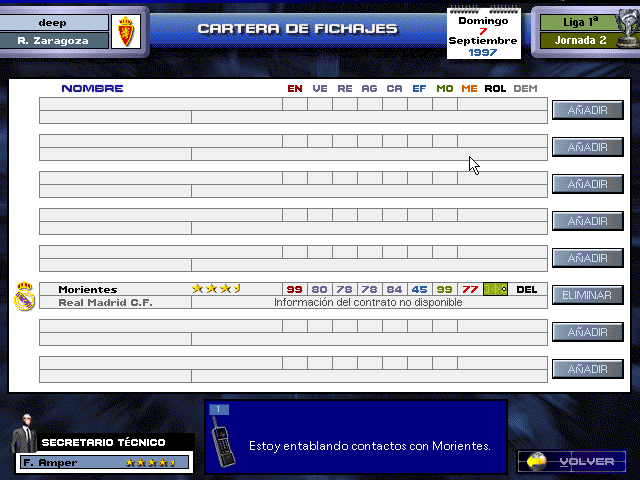 deep
R. Zaragoza
CARTERA DE FICHAJES
Domingo
7
Septiembre
1997
Liga 1ª
Jornada 2
NOMBRE EN VE RE AG CA EF MO ME ROL DEM
AÑADIR
AÑADIR
AÑADIR
AÑADIR
AÑADIR
Morientes 99 80 78 78 84 45 99 77 DEL
Real Madrid C.F. Información del contrato no disponible
ELIMINAR
AÑADIR
AÑADIR
1
SECRETARIO TÉCNICO
F. Amper
Estoy entablando contactos con Morientes.
VOLVER